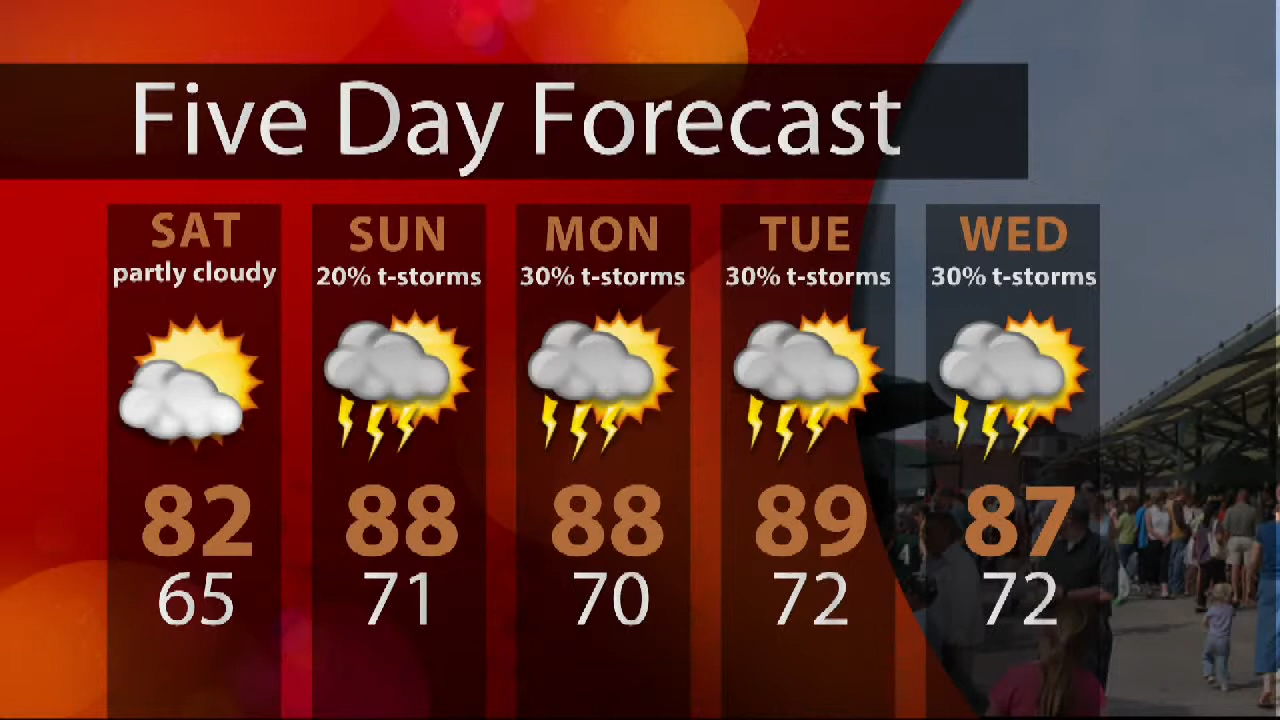 Five Day Forecast
SAT
partly cloudy
82
65
SUN
20% t-storms
88
71
MON
30% t-storms
88
70
TUE
30% t-storms
89
72
WED
30% t-storms
87
72